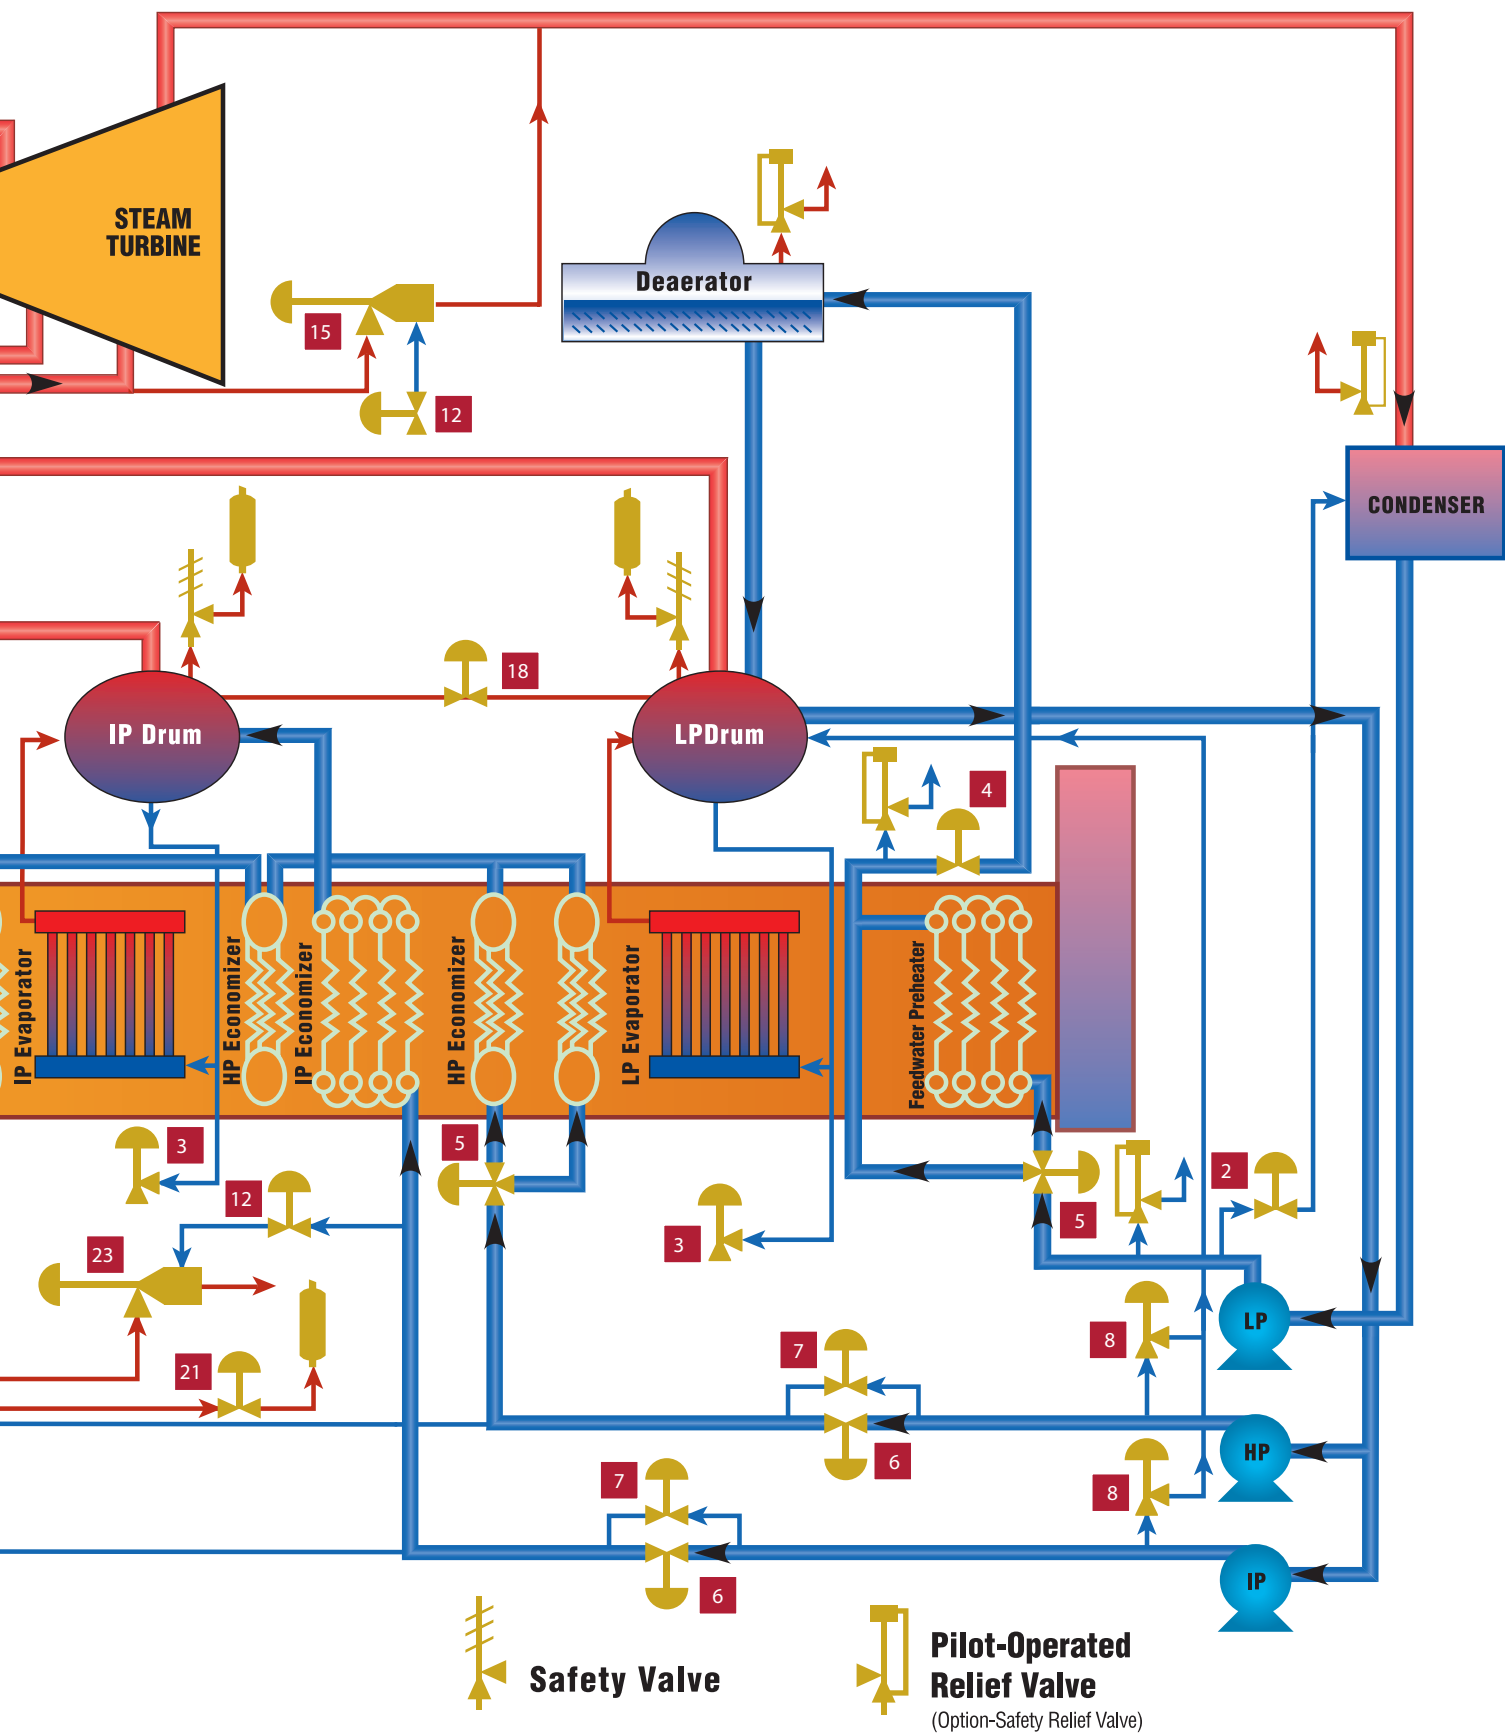 STEAM
TURBINE
Deaerator
15
12
CONDENSER
18
IP Drum
LPDrum
4
IP Evaporator
HP Economizer
IP Economizer
HP Economizer
LP Evaporator
Feedwater Preheater
3
5
12
2
5
3
23
LP
8
7
21
HP
6
7
8
IP
6
Safety Valve
Pilot-Operated
Relief Valve
(Option-Safety Relief Valve)